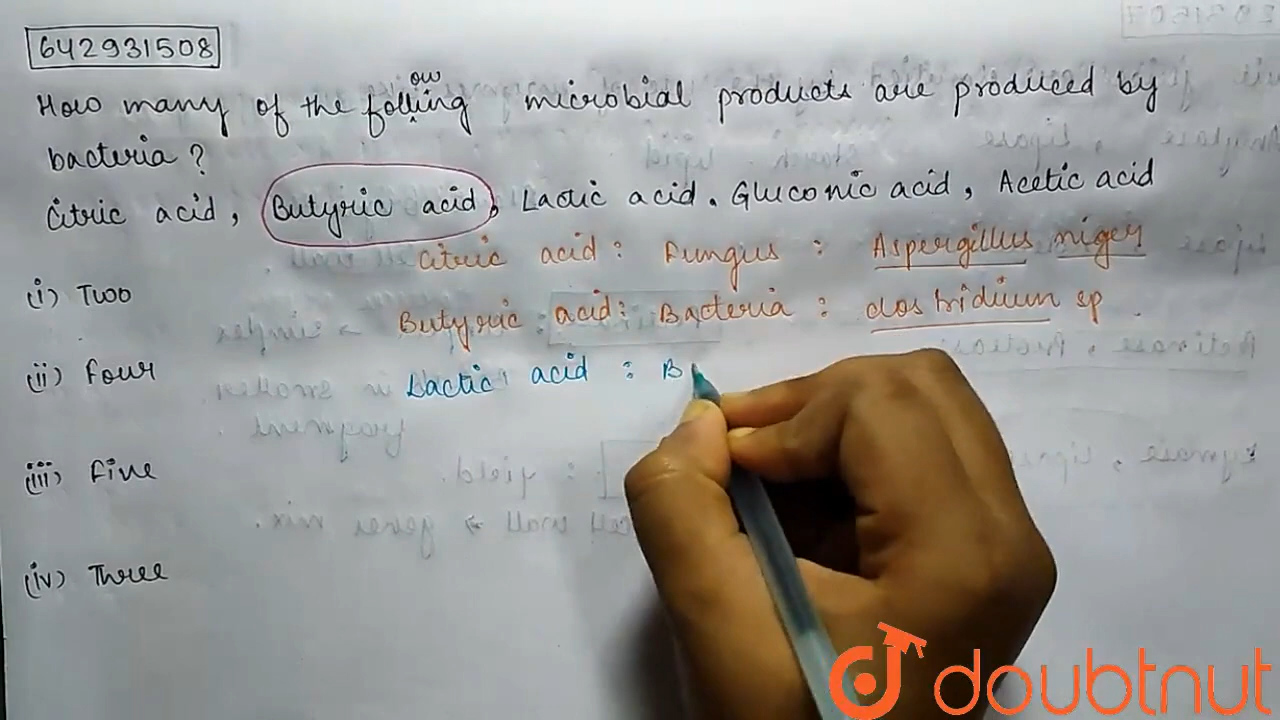 642931508
How many of the following microbial products are produced by
bacteria?
Citric acid, Butyric acid, Lactic acid. Gluconic acid, Acetic acid
Citric acid: Fungus : Aspergillus niger
(i) Two
Butyric acid: Bacteria : clostridium sp
(ii) Four
Lactic acid : B
(iii) Five
(iv) Three
doubtnut